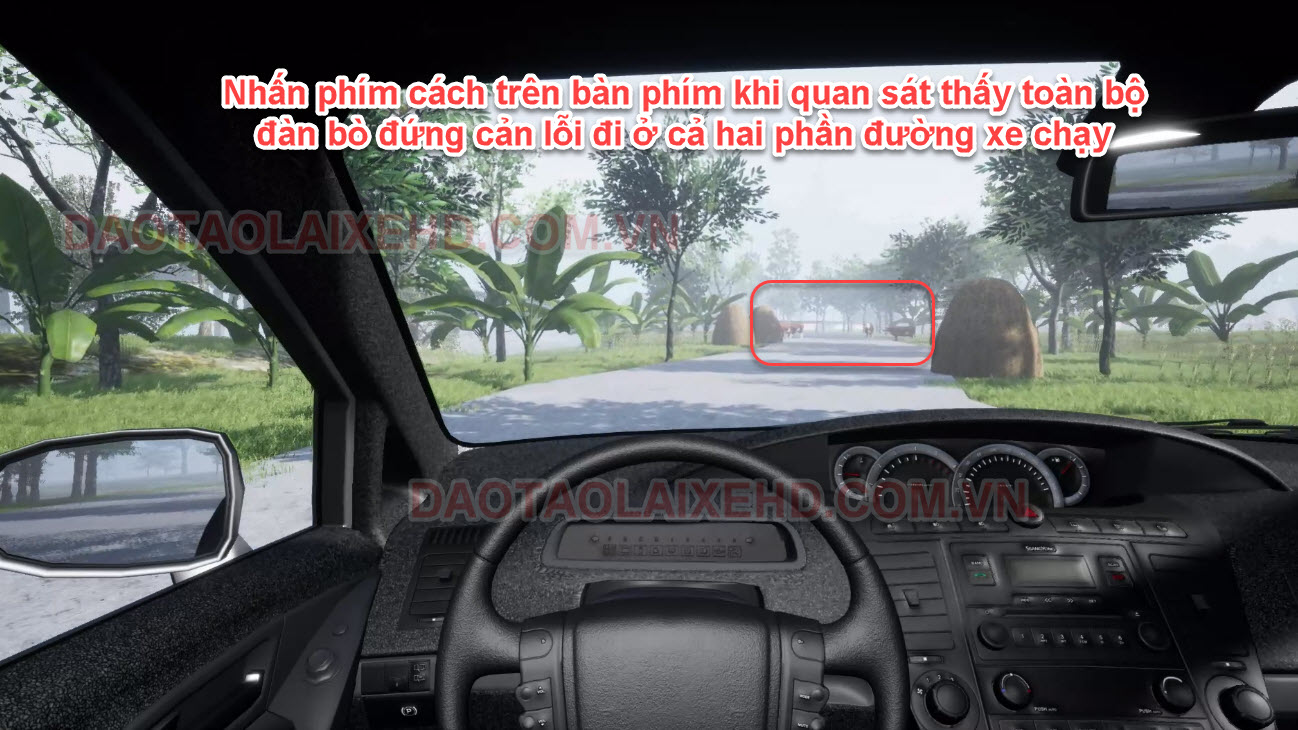 Nhấn phím cách trên bàn phím khi quan sát thấy toàn bộ
đàn bò đứng cản lỗi đi ở cả hai phần đường xe chạy
DAOTAOLAIXEHD.COM.VN
DAOTAOLAIXEHD.COM.VN